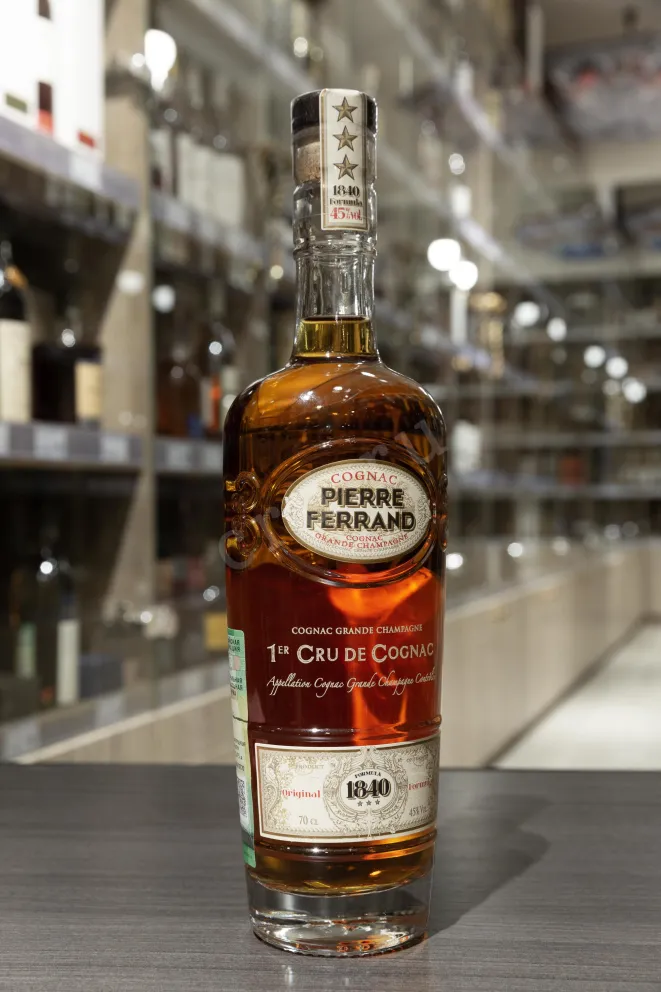 1840
Formula
45%Vol.
COGNAC
PIERRE
FERRAND
COGNAC
GRANDE CHAMPAGNE
COGNAC GRANDE CHAMPAGNE
1ER CRU DE COGNAC
Appellation Cognac Grande Champagne Contrôlée
FORMULA
Original 1840 Formula
70 CL 45% Vol.